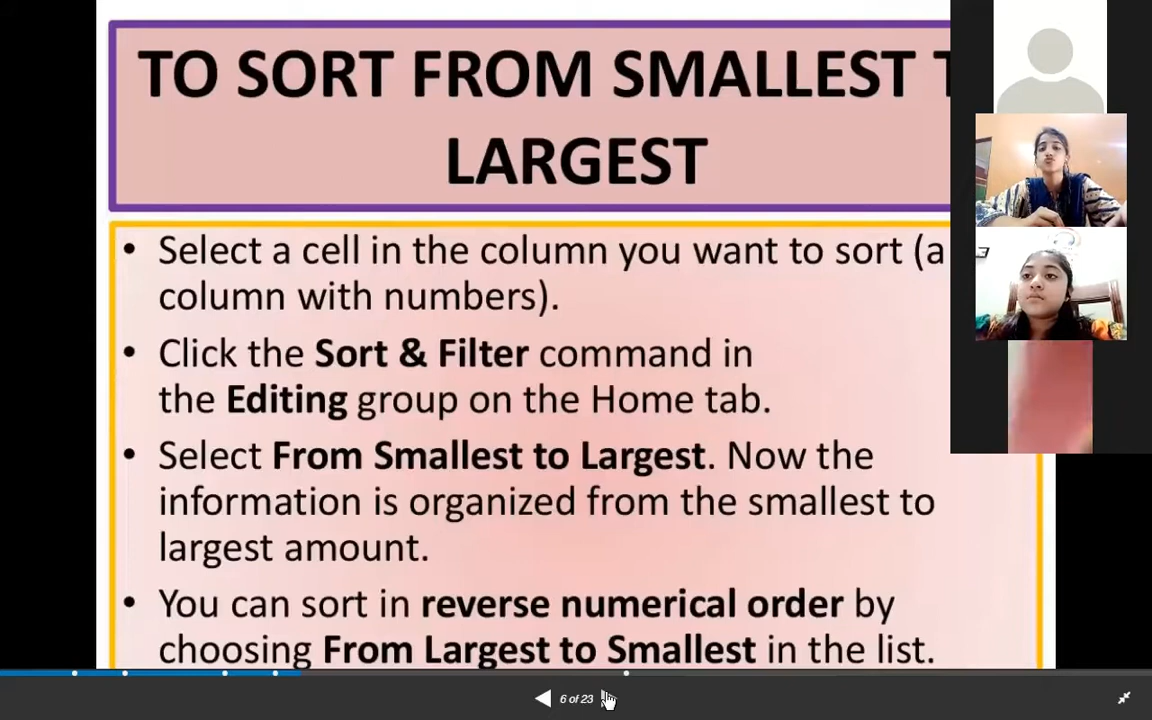 TO SORT FROM SMALLEST
LARGEST
• Select a cell in the column you want to sort (a
column with numbers).
• Click the Sort & Filter command in
the Editing group on the Home tab.
• Select From Smallest to Largest. Now the
information is organized from the smallest to
largest amount.
• You can sort in reverse numerical order by
choosing From Largest to Smallest in the list.
6 of 23